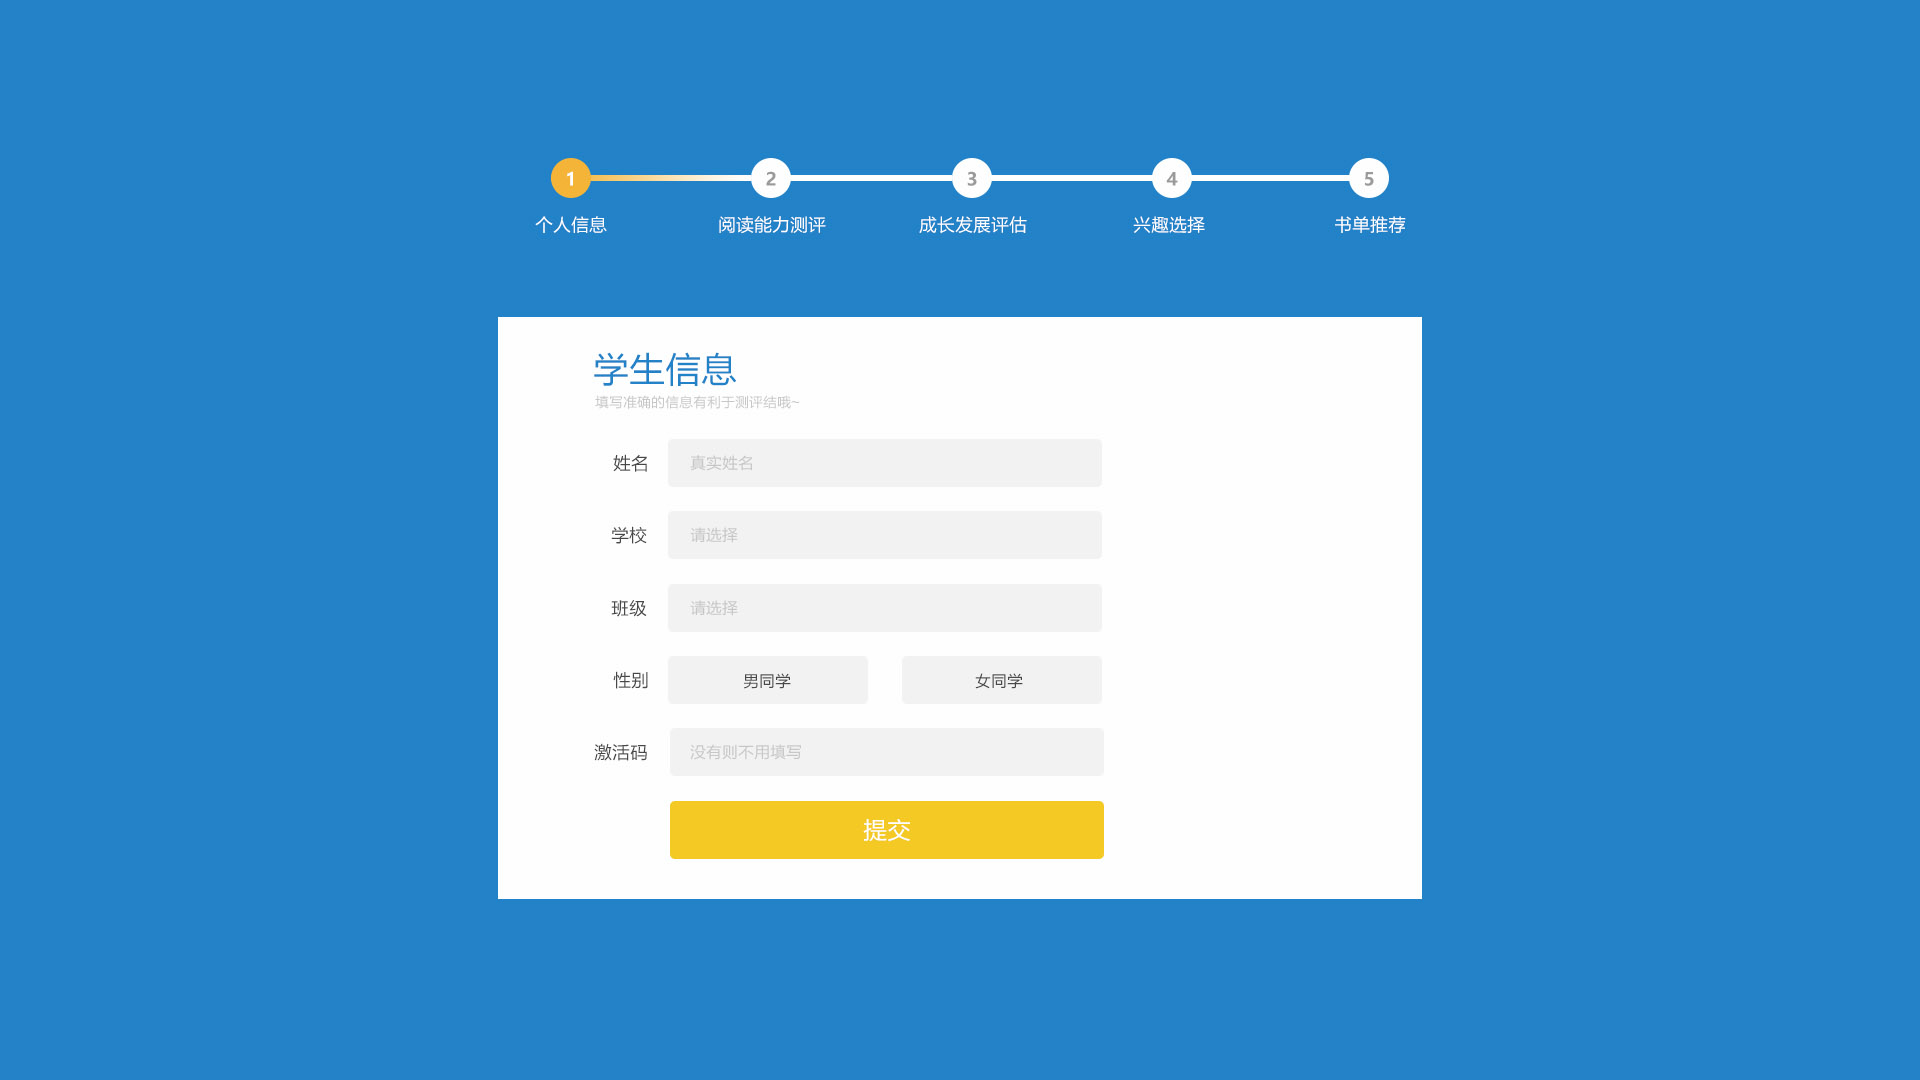 1 2 3 4 5
个人信息 阅读能力测评 成长发展评估 兴趣选择 书单推荐
学生信息
填写准确的信息有利于测评结哦~
姓名 真实姓名
学校 请选择
班级 请选择
性别 男同学 女同学
激活码 没有则不用填写
提交